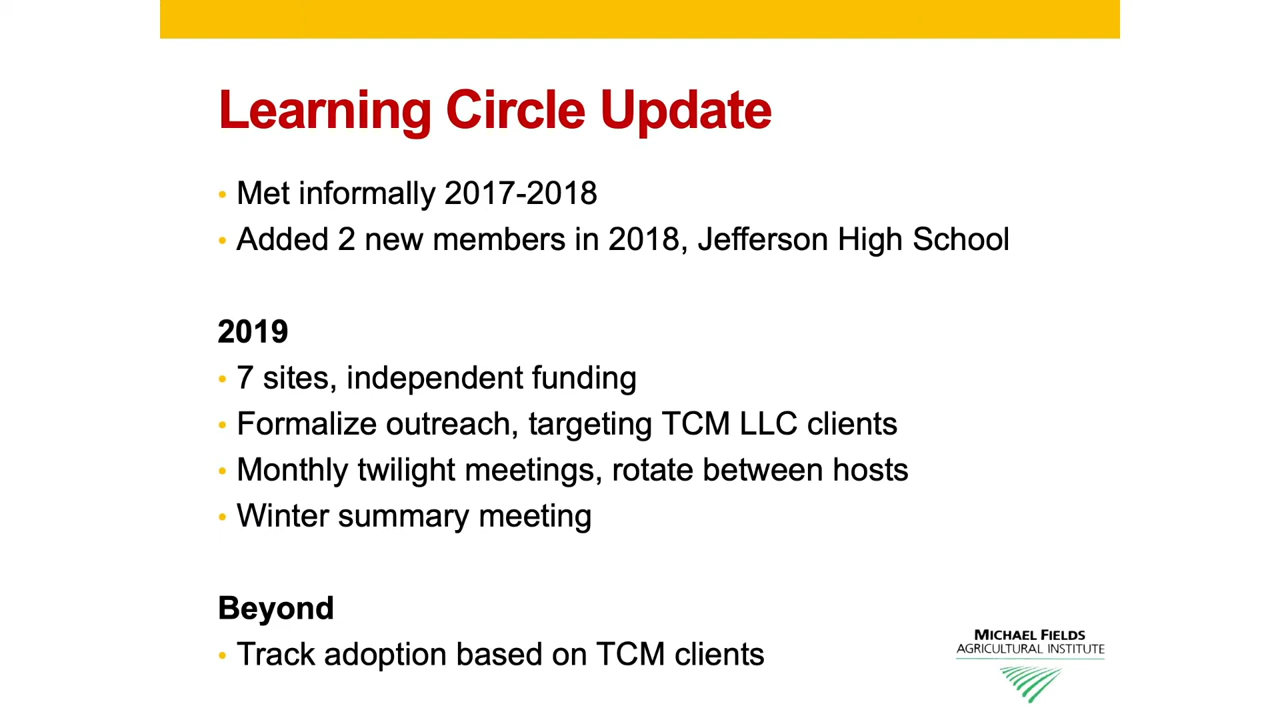 Learning Circle Update
• Met informally 2017-2018
• Added 2 new members in 2018, Jefferson High School
2019
• 7 sites, independent funding
• Formalize outreach, targeting TCM LLC clients
• Monthly twilight meetings, rotate between hosts
• Winter summary meeting
Beyond
• Track adoption based on TCM clients
MICHAEL FIELDS
AGRICULTURAL INSTITUTE